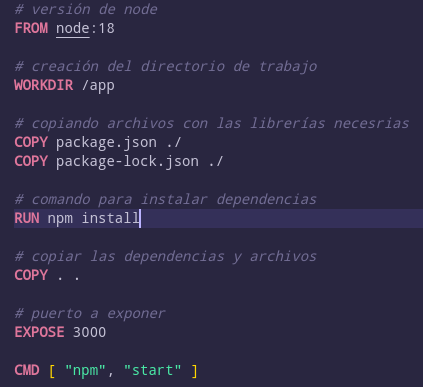 # versión de node
FROM node:18
# creación del directorio de trabajo
WORKDIR /app
# copiando archivos con las librerías necesrias
COPY package.json ./
COPY package-lock.json ./
# comando para instalar dependencias
RUN npm install
# copiar las dependencias y archivos
COPY . .
# puerto a exponer
EXPOSE 3000
CMD [ "npm", "start" ]